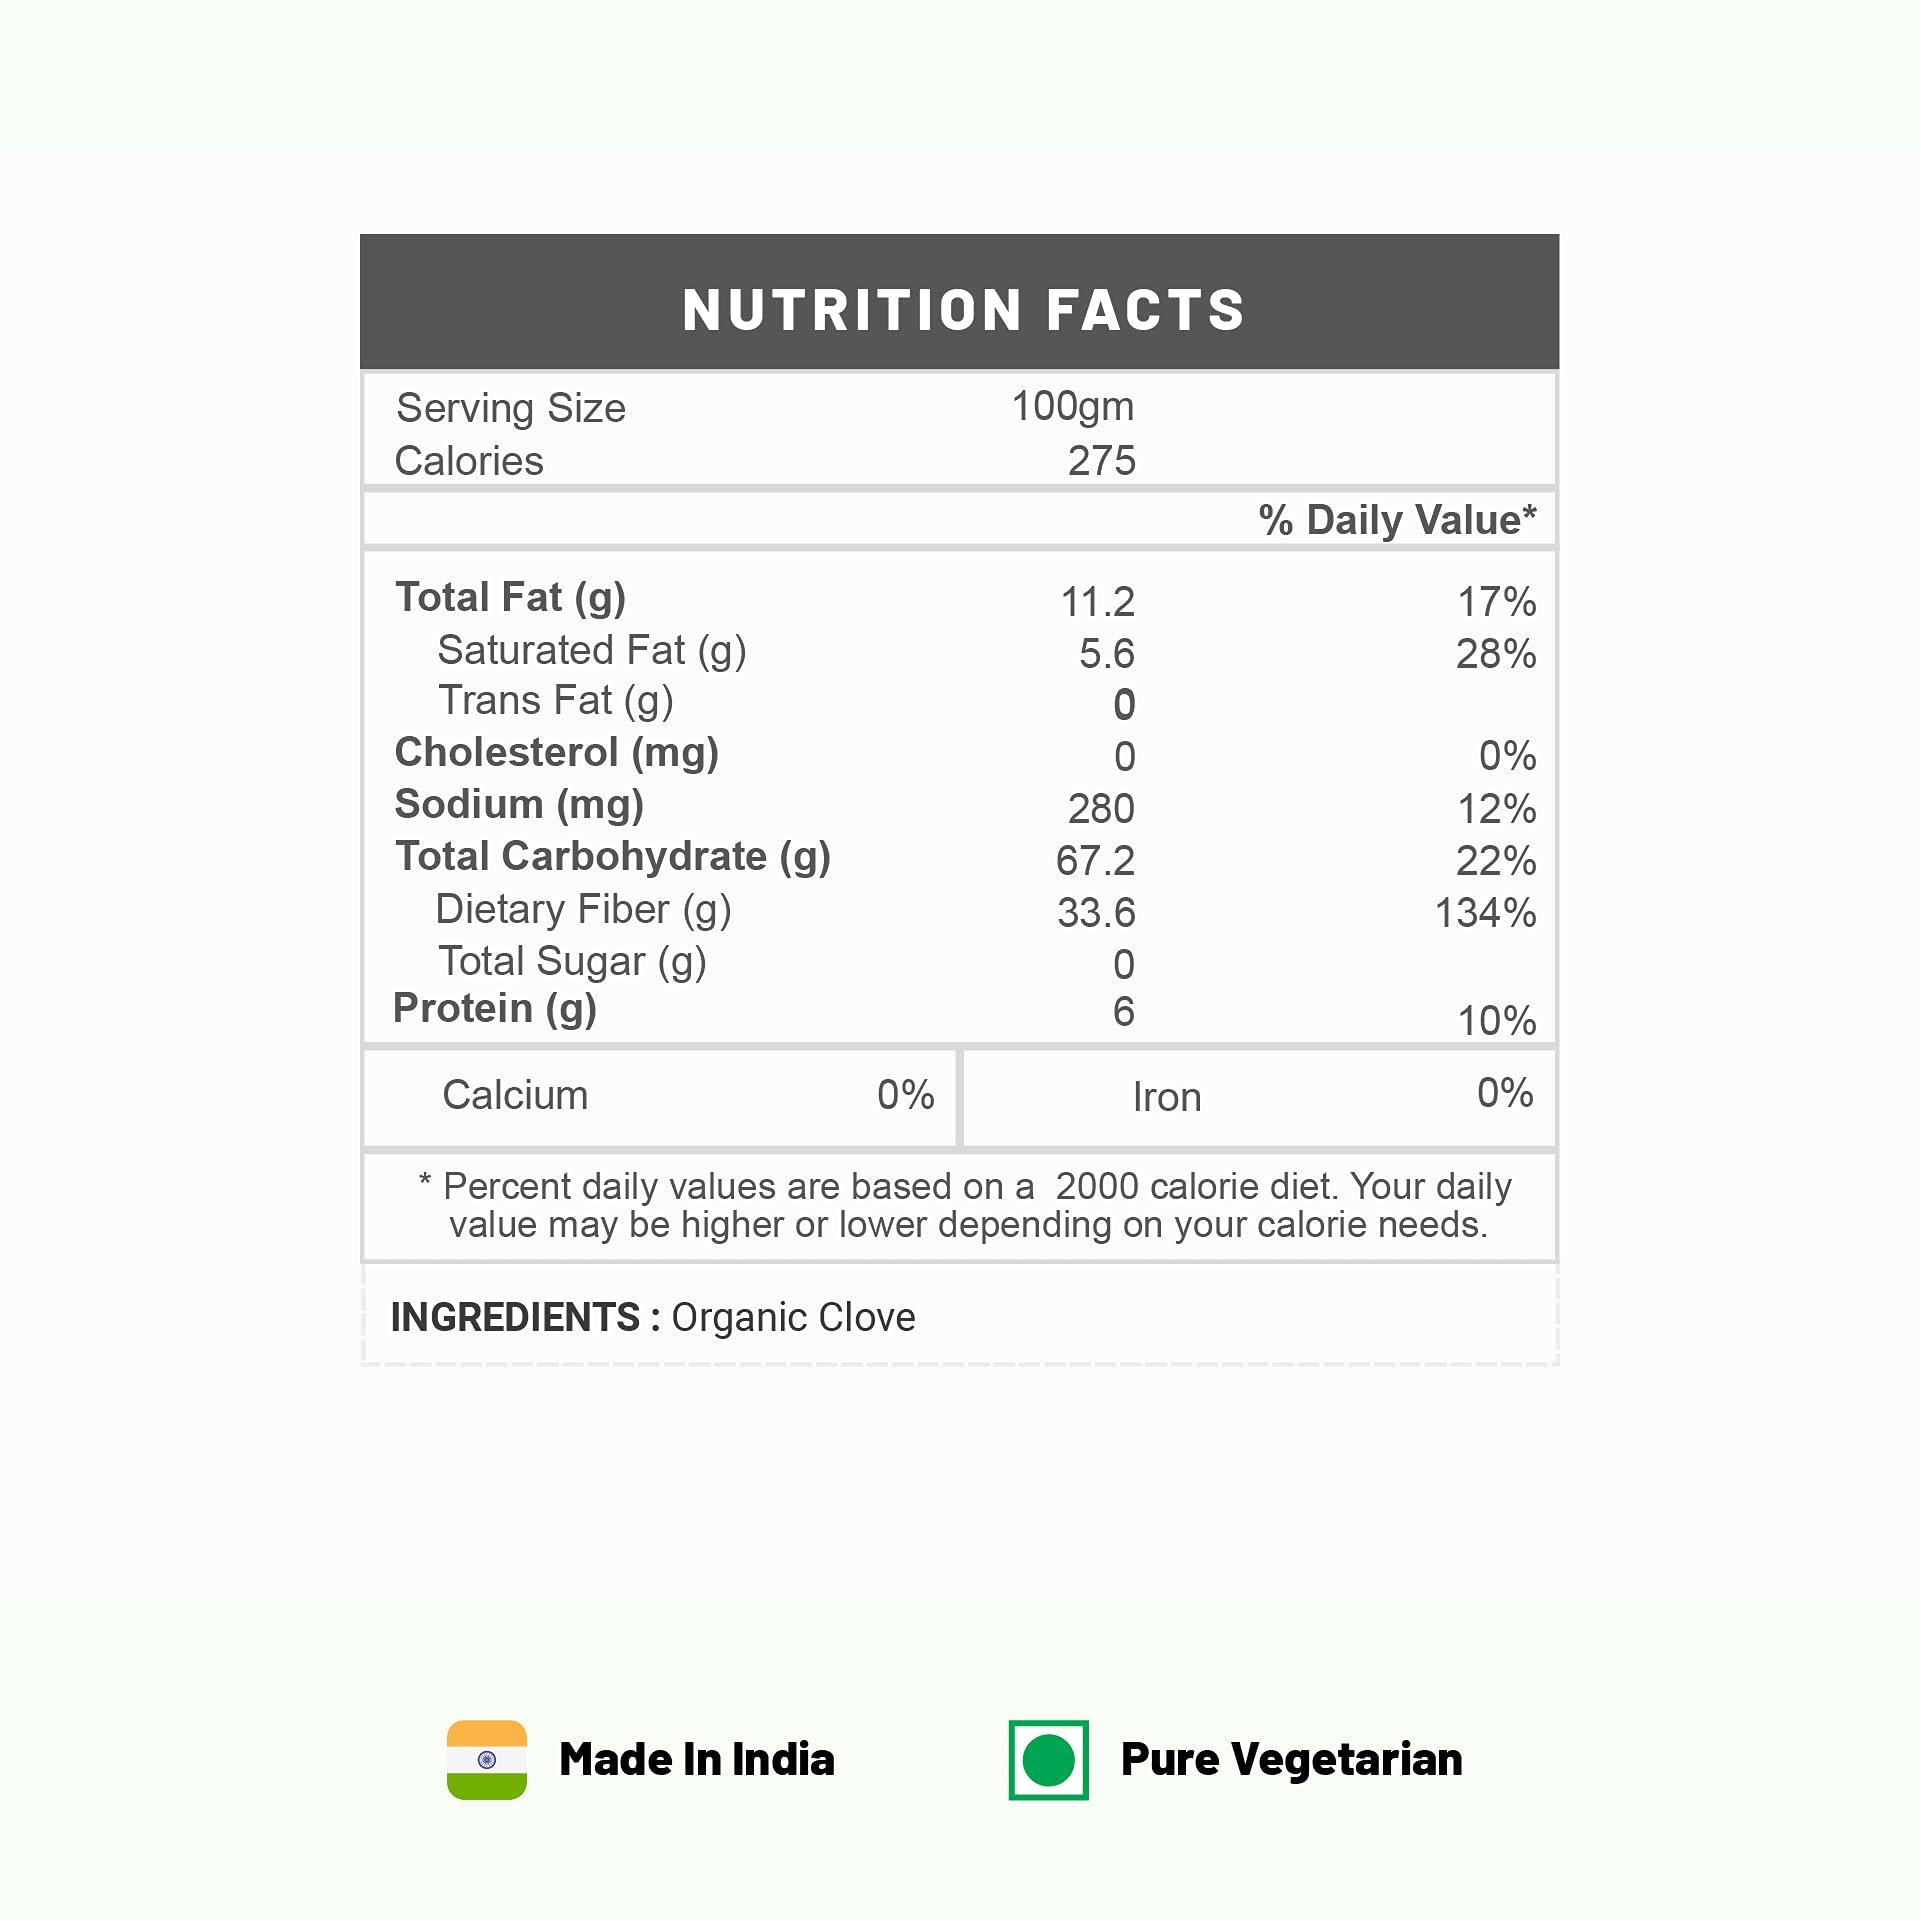 NUTRITION FACTS
Serving Size 100gm
Calories 275
% Daily Value*
Total Fat (g) 11.2 17%
Saturated Fat (g) 5.6 28%
Trans Fat (g) 0
Cholesterol (mg) 0 0%
Sodium (mg) 280 12%
Total Carbohydrate (g) 67.2 22%
Dietary Fiber (g) 33.6 134%
Total Sugar (g) 0
Protein (g) 6 10%
Calcium 0% Iron 0%
* Percent daily values are based on a 2000 calorie diet. Your daily
value may be higher or lower depending on your calorie needs.
INGREDIENTS : Organic Clove
Made In India Pure Vegetarian